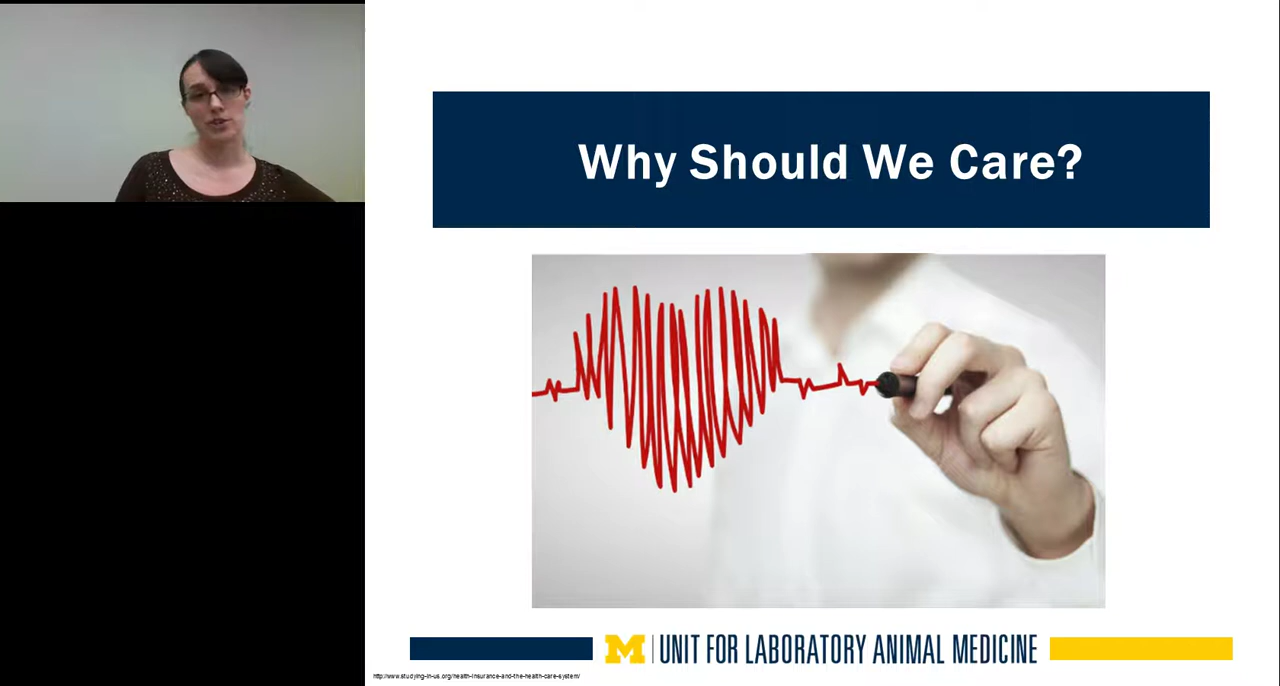 Why Should We Care?
M | UNIT FOR LABORATORY ANIMAL MEDICINE
http://www.studying-in-us.org/health-insurance-and-the-health-care-system/